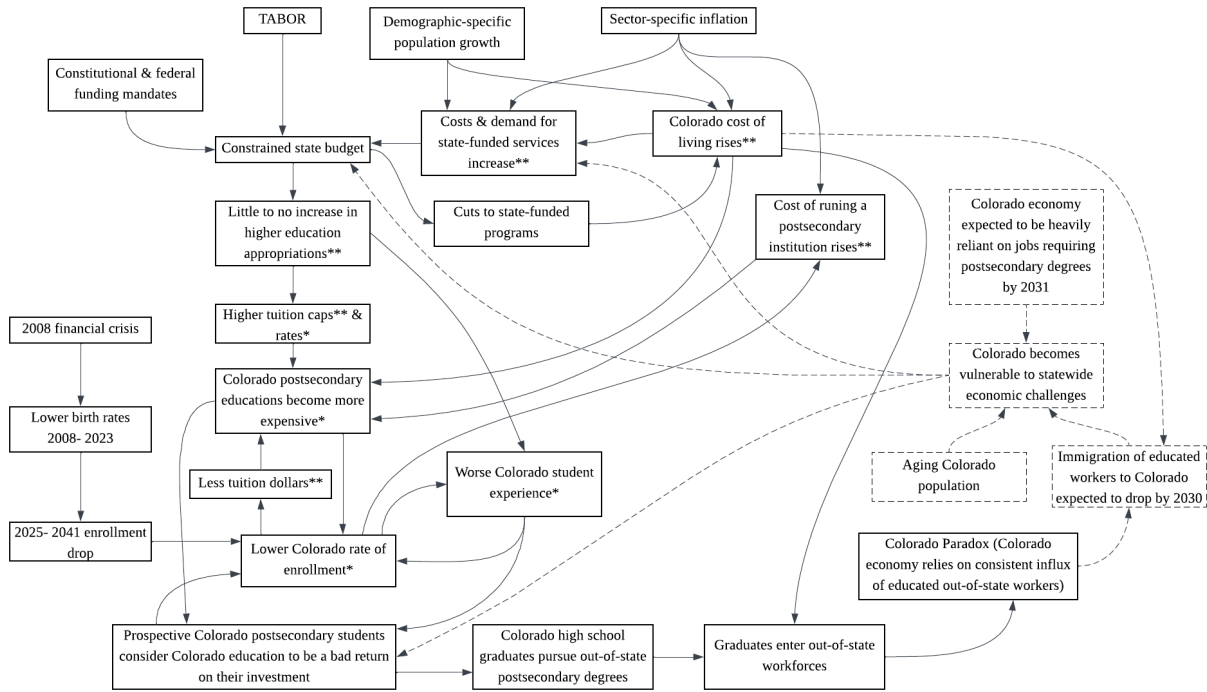 TABOR
Demographic-specific
population growth
Sector-specific inflation
Constitutional & federal
funding mandates
Constrained state budget
Costs & demand for
state-funded services
increase**
Colorado cost of
living rises**
Little to no increase in
higher education
appropriations**
Cuts to state-funded
programs
Cost of runing a
postsecondary
institution rises**
Colorado economy
expected to be heavily
reliant on jobs requiring
postsecondary degrees
by 2031
Higher tuition caps** &
rates*
2008 financial crisis
Colorado becomes
vulnerable to statewide
economic challenges
Colorado postsecondary
educations become more
expensive*
Lower birth rates
2008- 2023
Less tuition dollars**
Worse Colorado student
experience*
Aging Colorado
population
Immigration of educated
workers to Colorado
expected to drop by 2030
2025- 2041 enrollment
drop
Lower Colorado rate of
enrollment*
Colorado Paradox (Colorado
economy relies on consistent influx
of educated out-of-state workers)
Prospective Colorado postsecondary students
consider Colorado education to be a bad return
on their investment
Colorado high school
graduates pursue out-of-state
postsecondary degrees
Graduates enter out-of-state
workforces